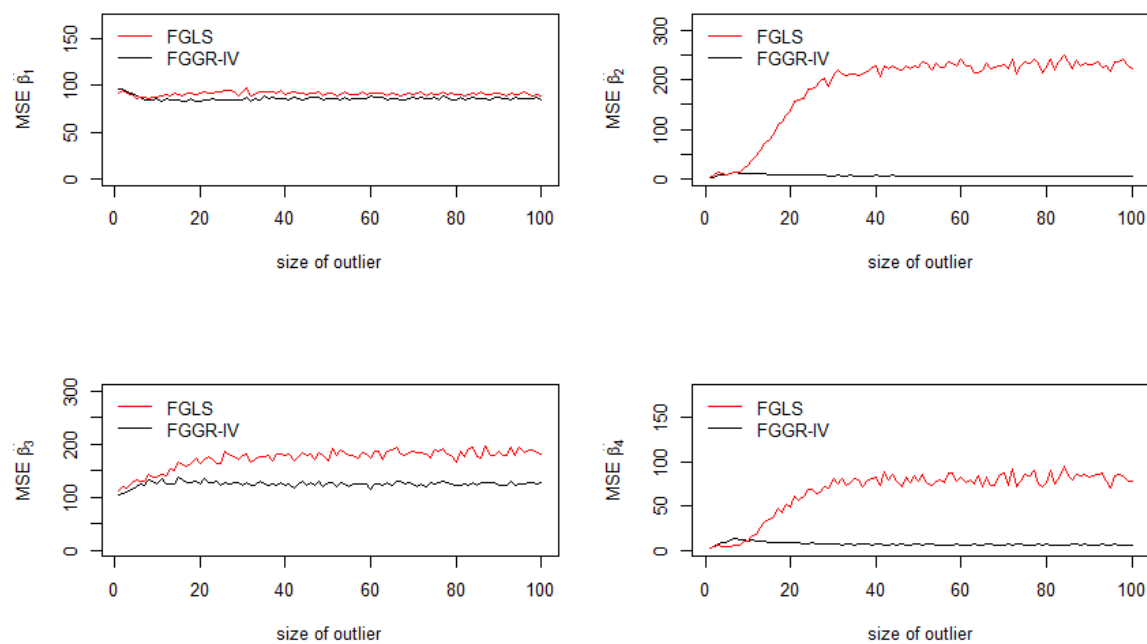 MSE β̈₁
150
100
50
0
FGLS
FGGR-IV
0 20 40 60 80 100
size of outlier
MSE β̈₂
300
200
100
0
FGLS
FGGR-IV
0 20 40 60 80 100
size of outlier
MSE β̈₃
300
200
100
0
FGLS
FGGR-IV
0 20 40 60 80 100
size of outlier
MSE β̈₄
150
100
50
0
FGLS
FGGR-IV
0 20 40 60 80 100
size of outlier